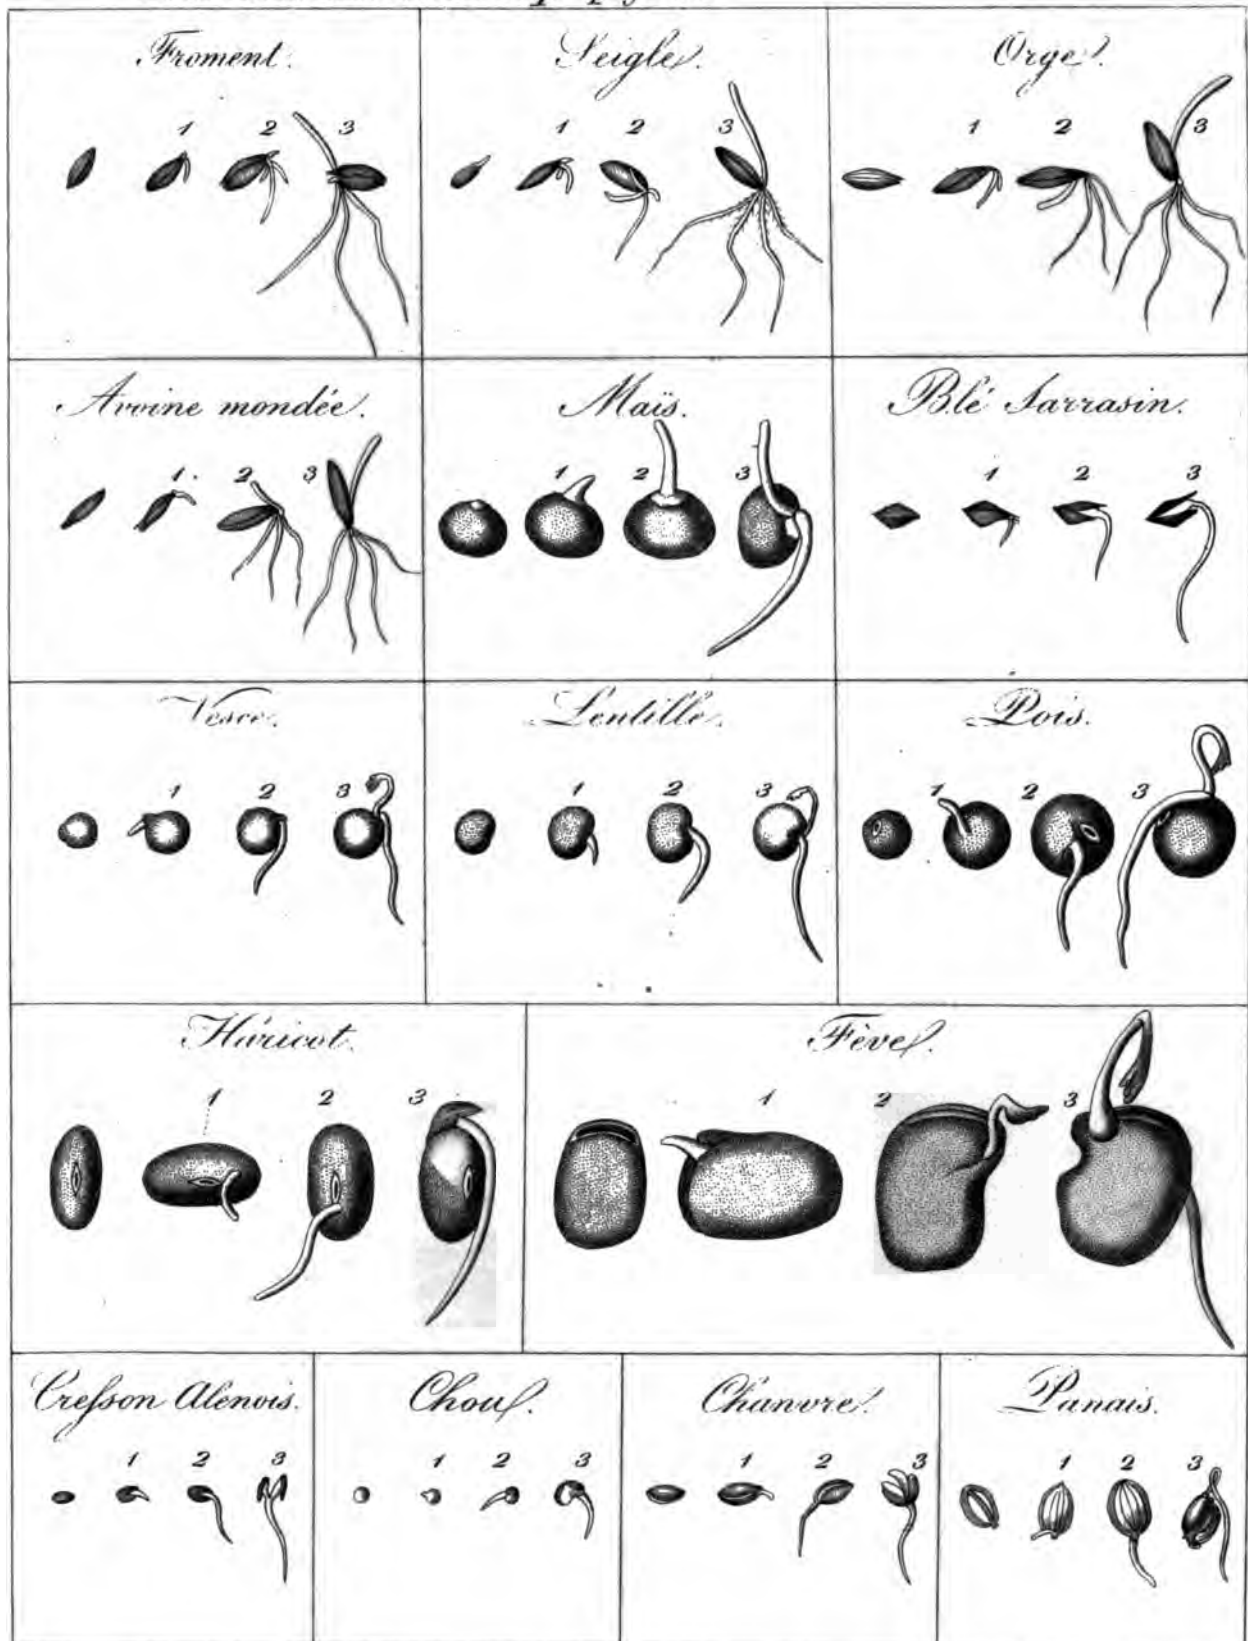 Froment.
1 2 3
Seigle.
1 2 3
Orge.
1 2 3
Avoine mondée.
1. 2 3
Maïs.
1 2 3
Blé Sarrasin.
1 2 3
Vesce.
1 2 3
Lentille.
1 2 3
Pois.
1 2 3
Haricot.
1 2 3
Fève.
1 2 3
Creſson Alénois.
1 2 3
Chou.
1 2 3
Chanvre.
1 2 3
Panais.
1 2 3